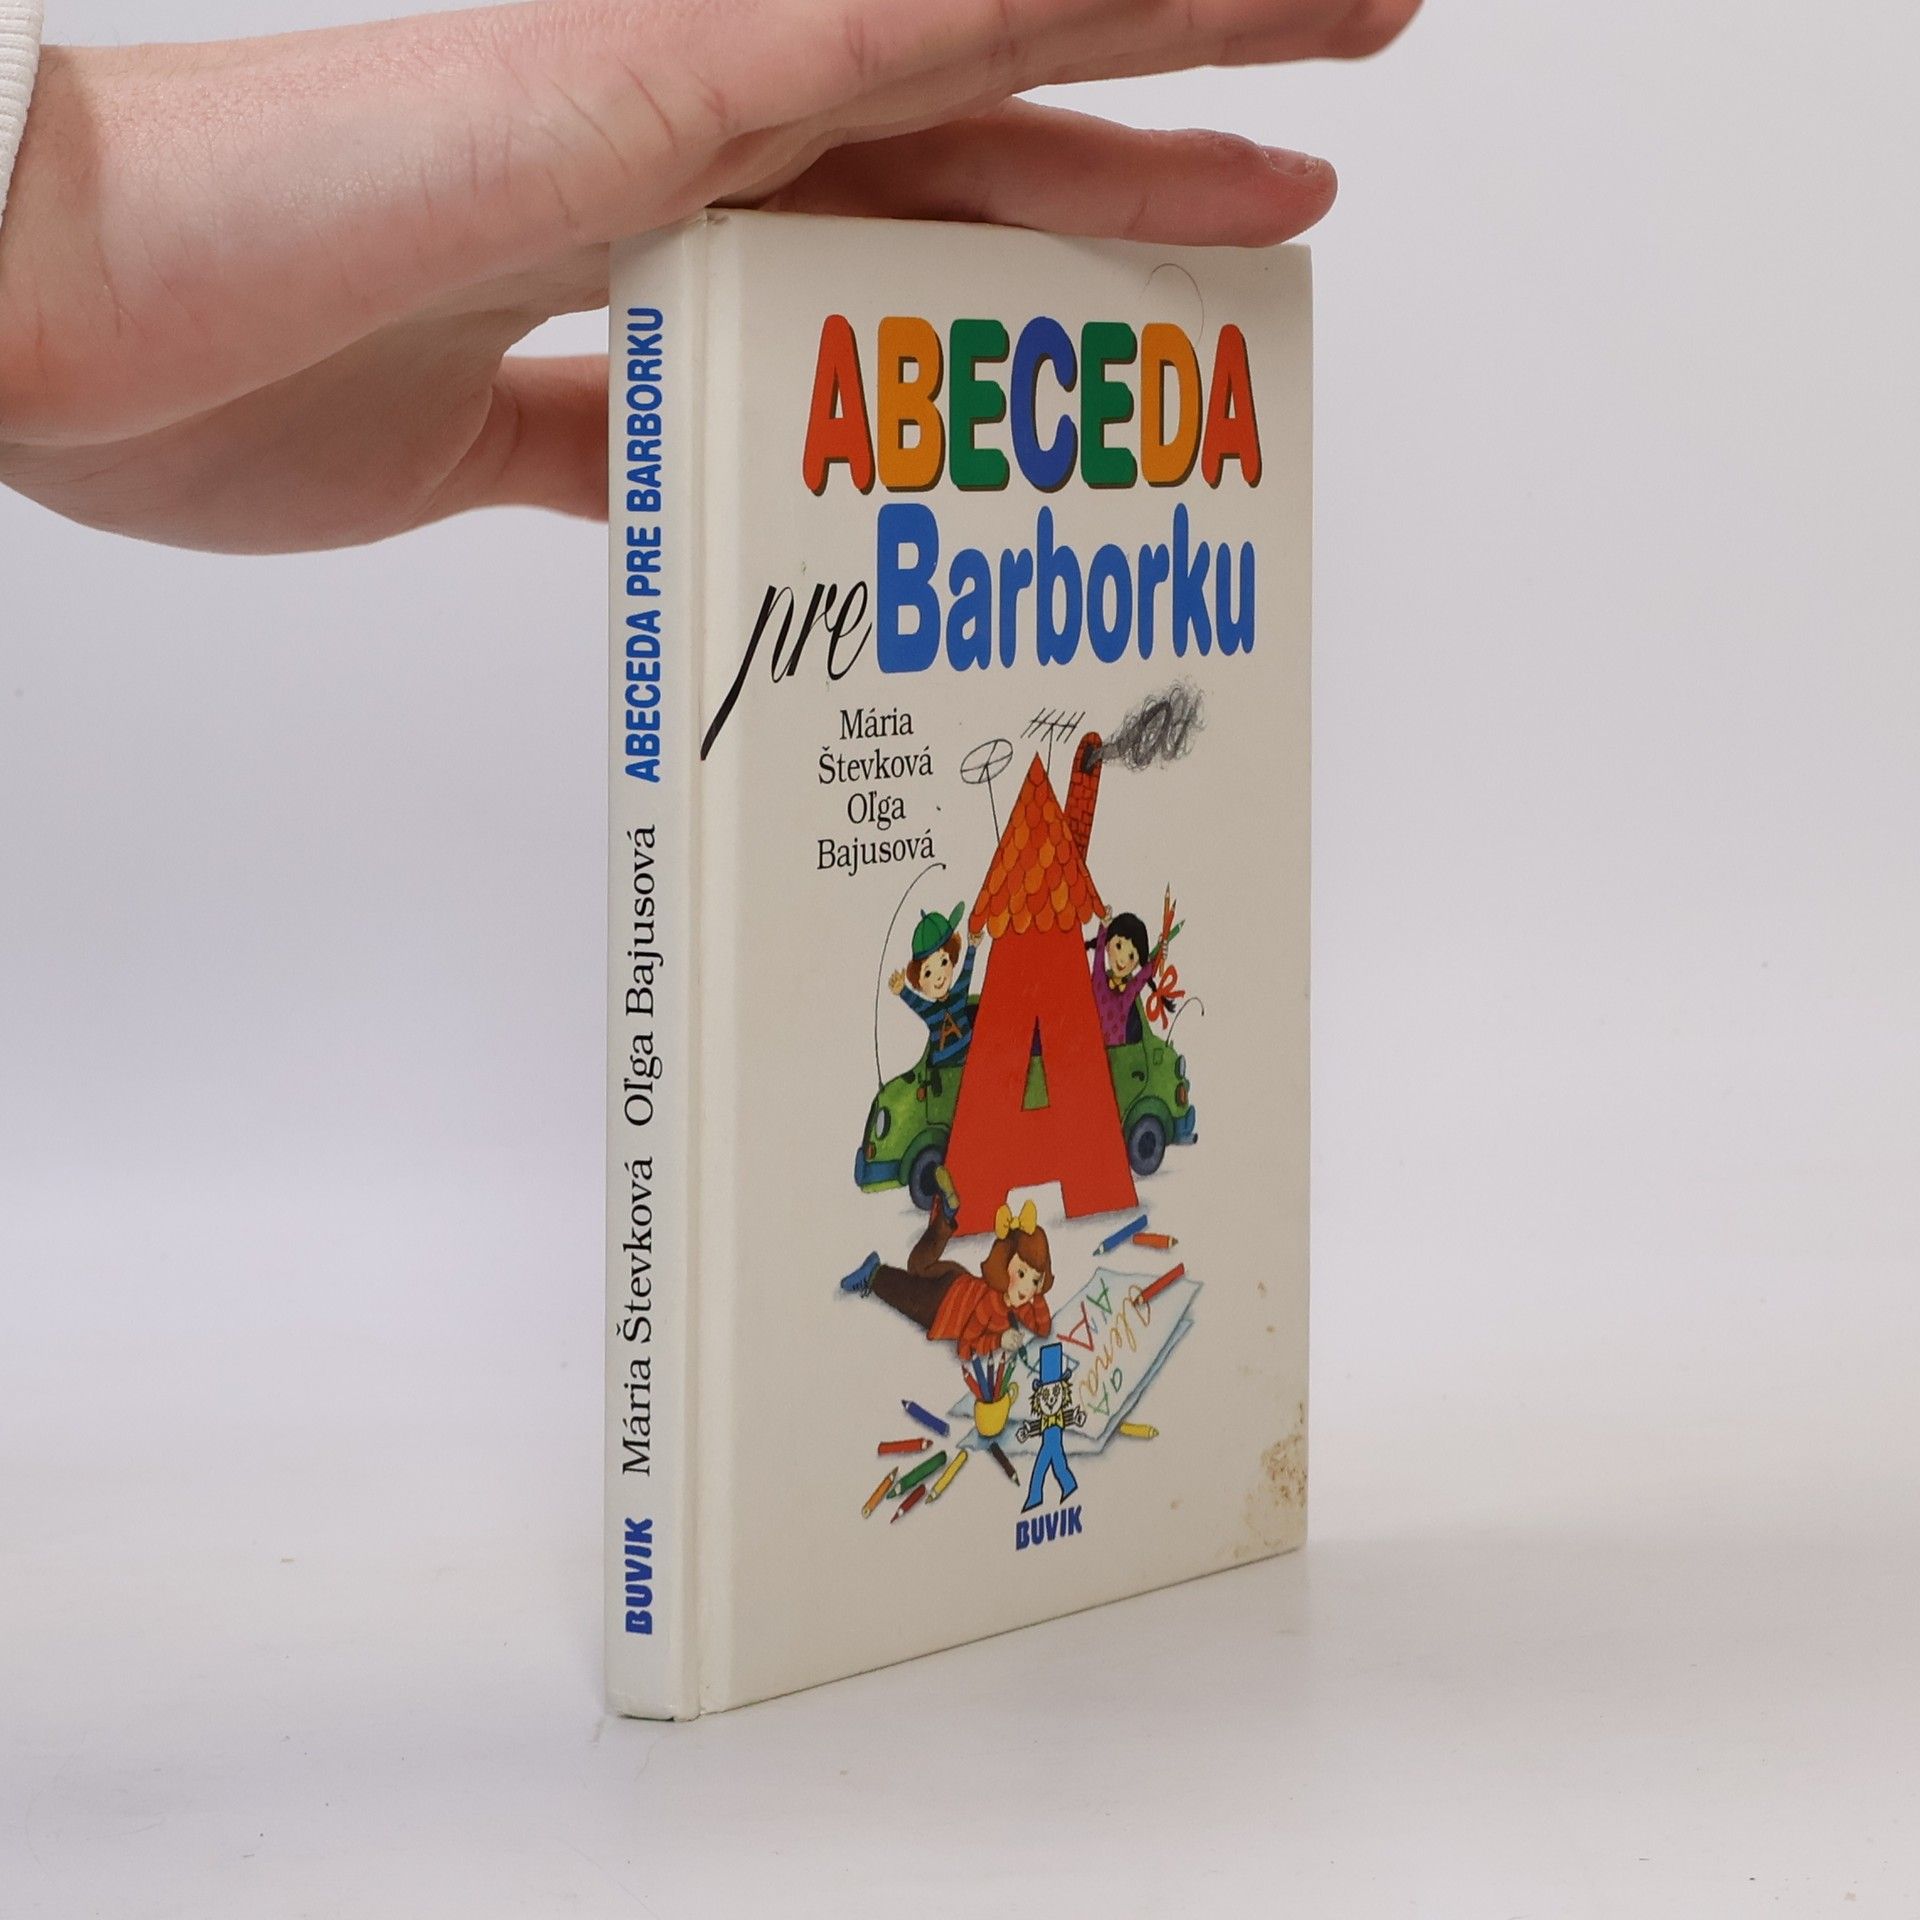 BUVIK Mária Števková Oľga Bajusová ABECEDA PRE BARBORKU
ABECEDA
pre Barborku
Mária
Števková
Oľga
Bajusová
A
A
BUVIK